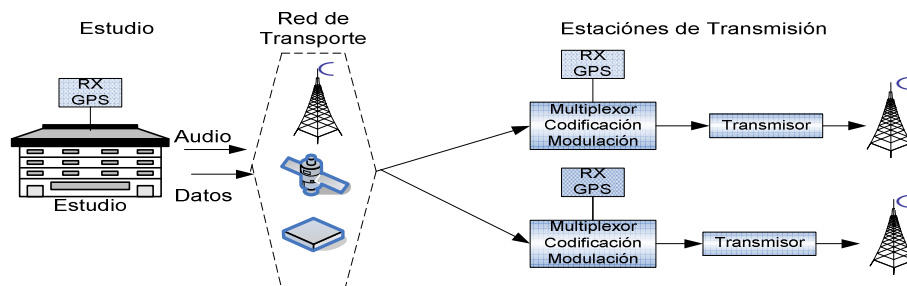 Estudio
Red de
Transporte
Estaciónes de Transmisión
RX
GPS
Audio
Datos
Estudio
RX
GPS
Multiplexor
Codificación
Modulación
Transmisor
RX
GPS
Multiplexor
Codificación
Modulación
Transmisor